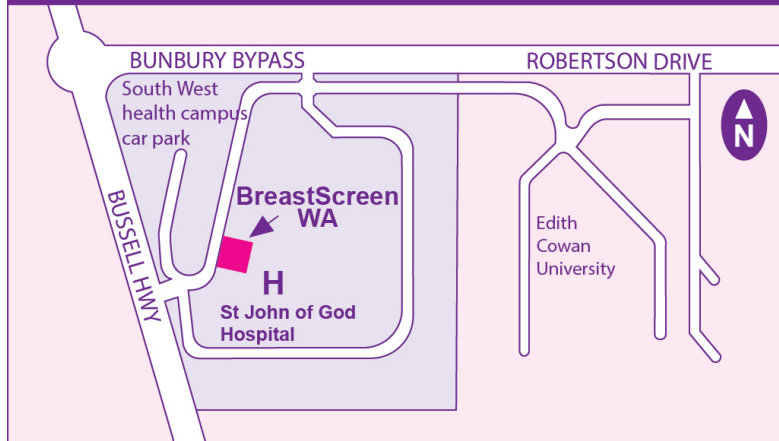 BUNBURY BYPASS
ROBERTSON DRIVE
South West
health campus
car park
N
BreastScreen
WA
BUSSELL HWY
Edith
Cowan
University
H
St John of God
Hospital